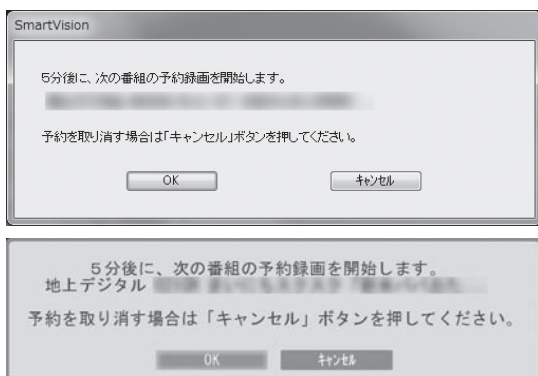 SmartVision
5分後に、次の番組の予約録画を開始します。
予約を取り消す場合は「キャンセル」ボタンを押してください。
OK
キャンセル
5分後に、次の番組の予約録画を開始します。
地上デジタル
予約を取り消す場合は「キャンセル」ボタンを押してください。
OK
キャンセル